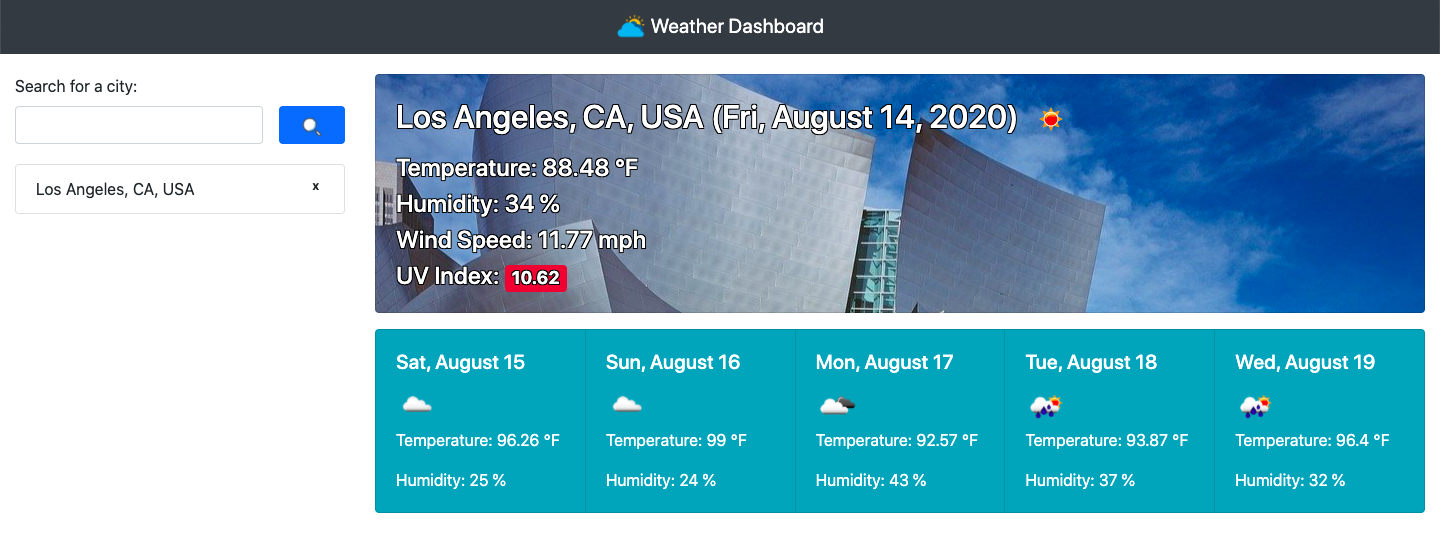 Weather Dashboard
Search for a city:
Los Angeles, CA, USA x
Los Angeles, CA, USA (Fri, August 14, 2020)
Temperature: 88.48 °F
Humidity: 34 %
Wind Speed: 11.77 mph
UV Index: 10.62
Sat, August 15
Temperature: 96.26 °F
Humidity: 25 %
Sun, August 16
Temperature: 99 °F
Humidity: 24 %
Mon, August 17
Temperature: 92.57 °F
Humidity: 43 %
Tue, August 18
Temperature: 93.87 °F
Humidity: 37 %
Wed, August 19
Temperature: 96.4 °F
Humidity: 32 %